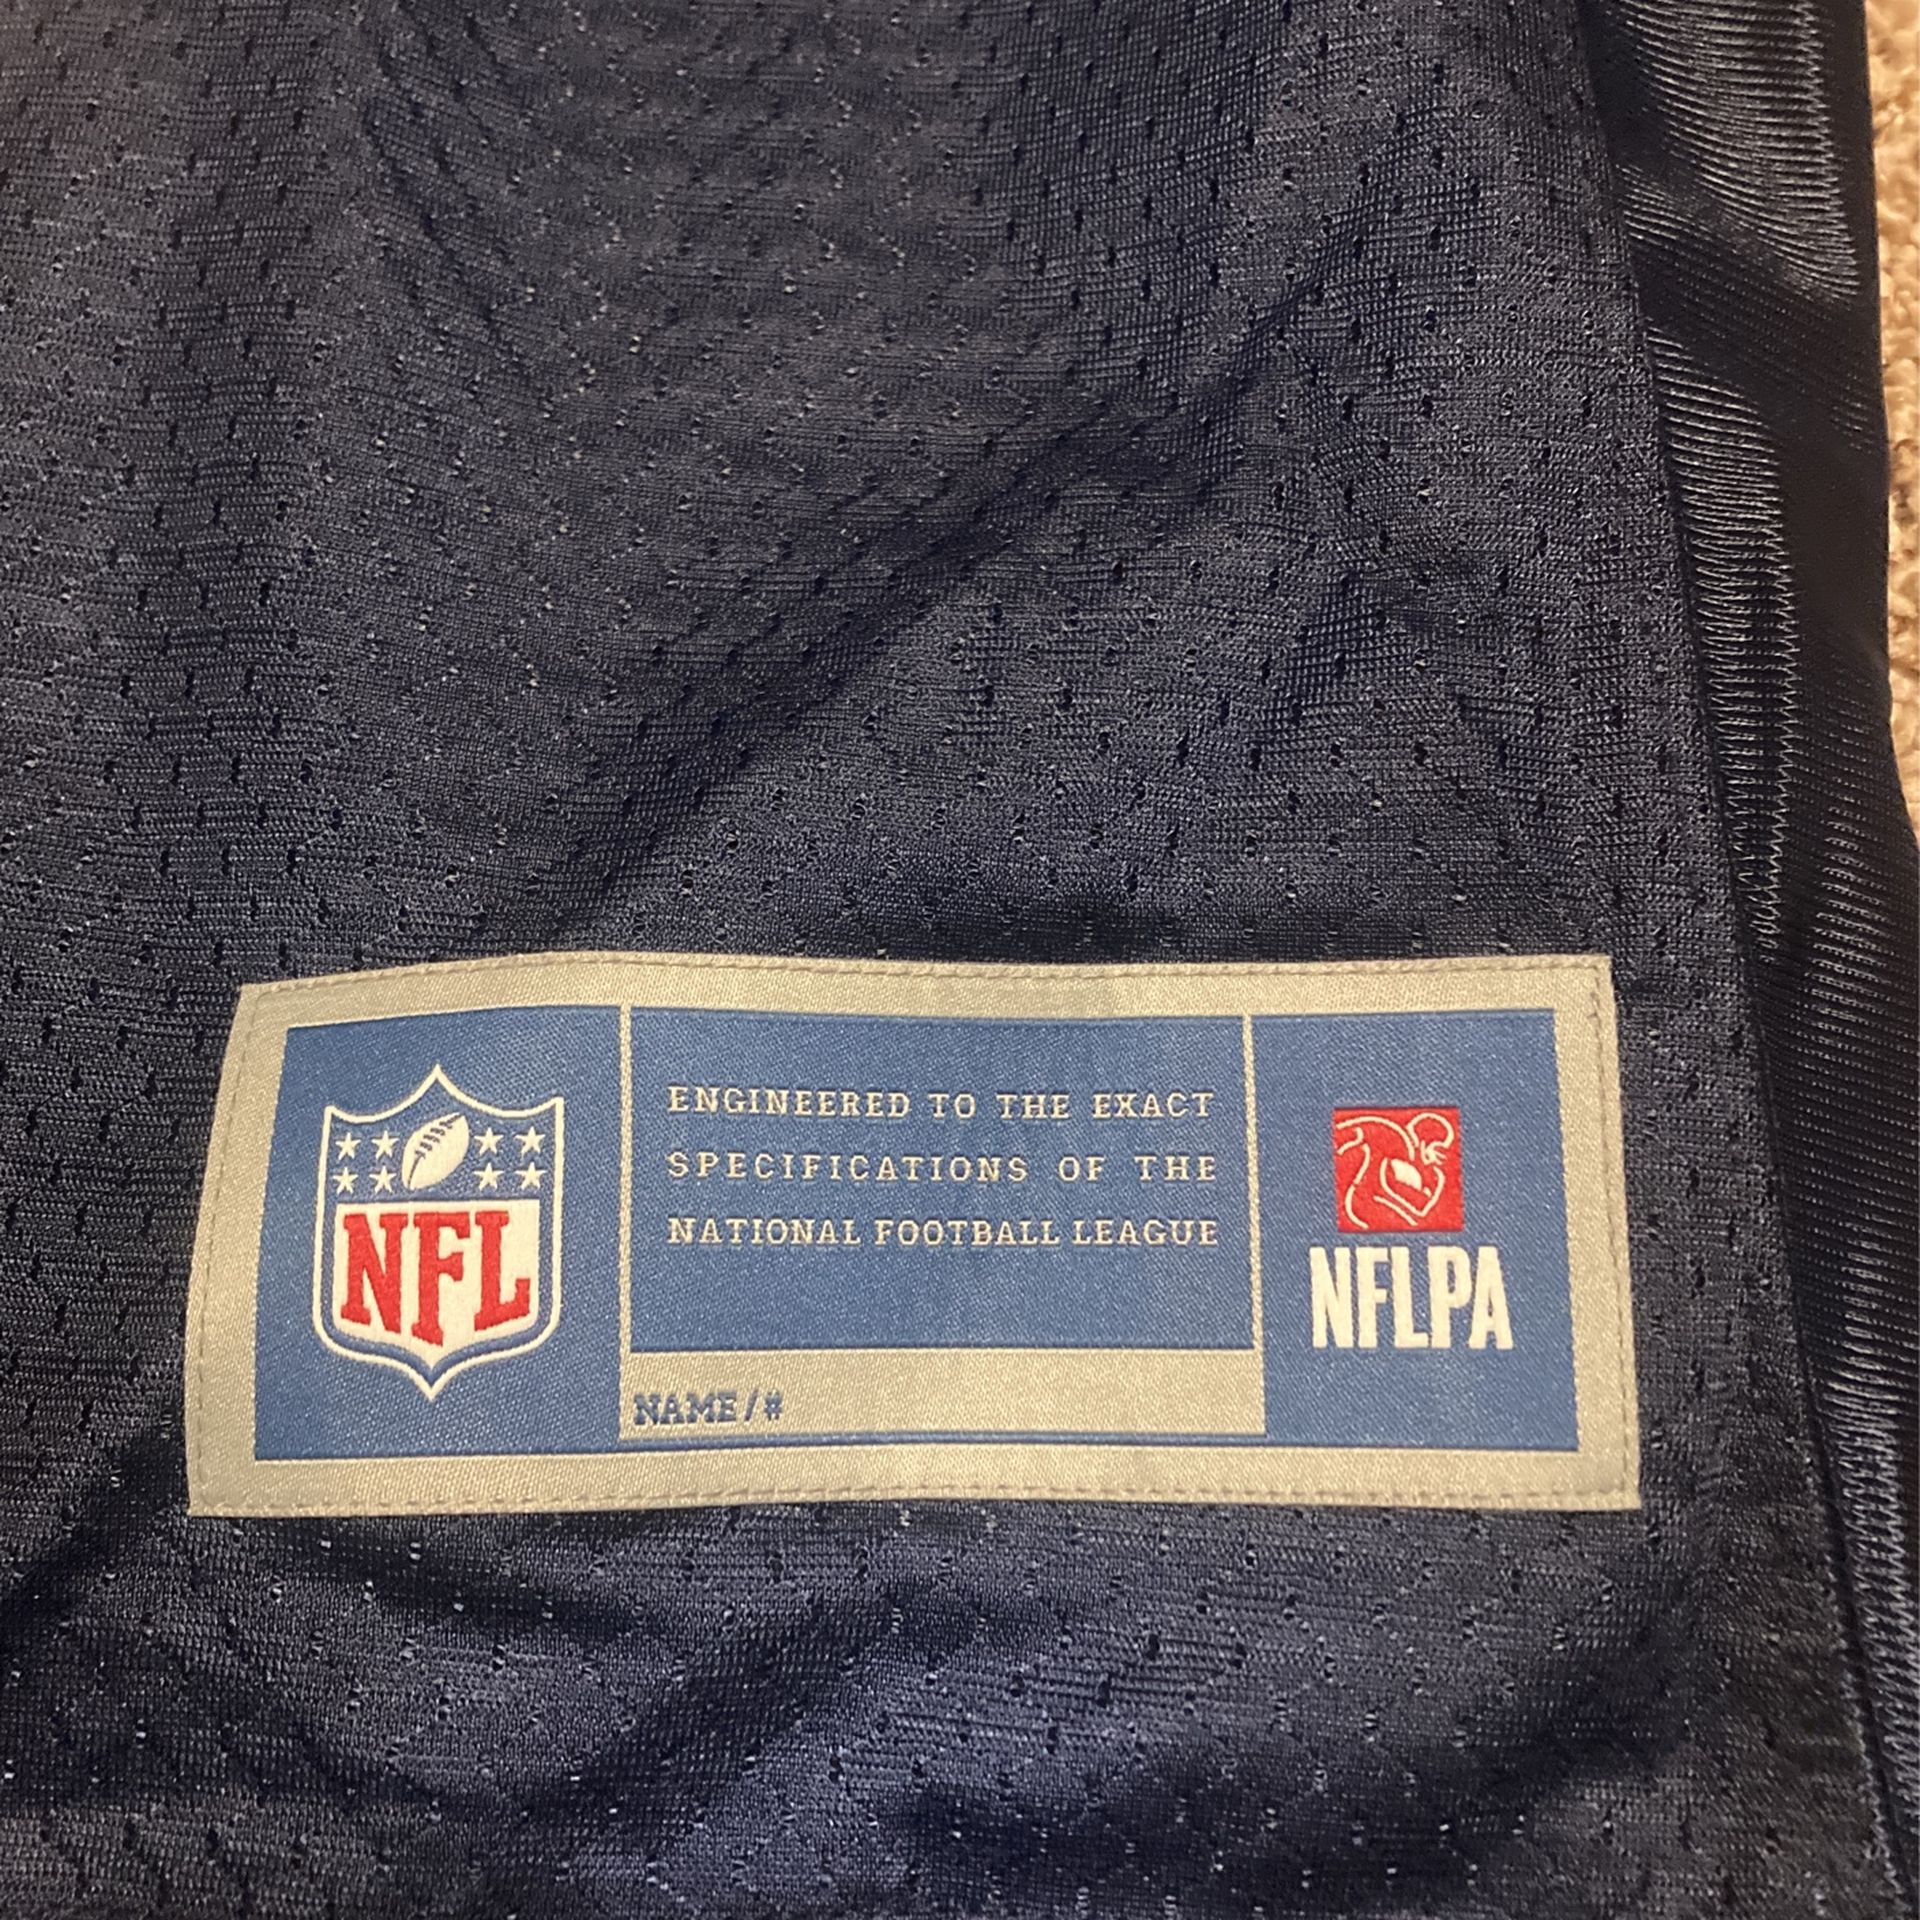 NFL
ENGINEERED TO THE EXACT
SPECIFICATIONS OF THE
NATIONAL FOOTBALL LEAGUE
NAME/#
NFLPA